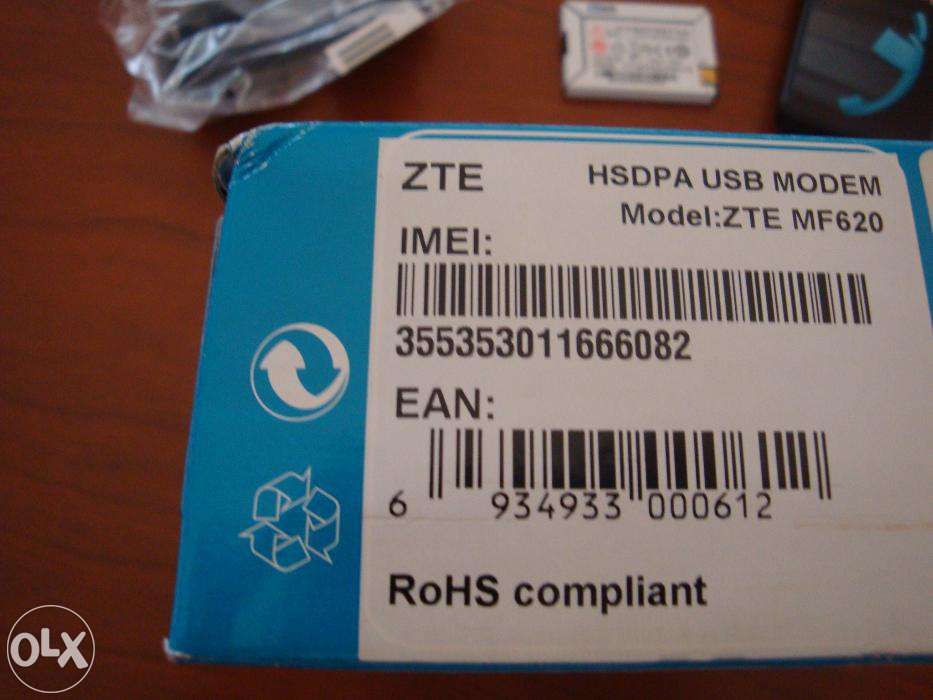 ZTE
HSDPA USB MODEM
Model:ZTE MF620
IMEI:
355353011666082
EAN:
6 934933 000612
RoHS compliant
OLX